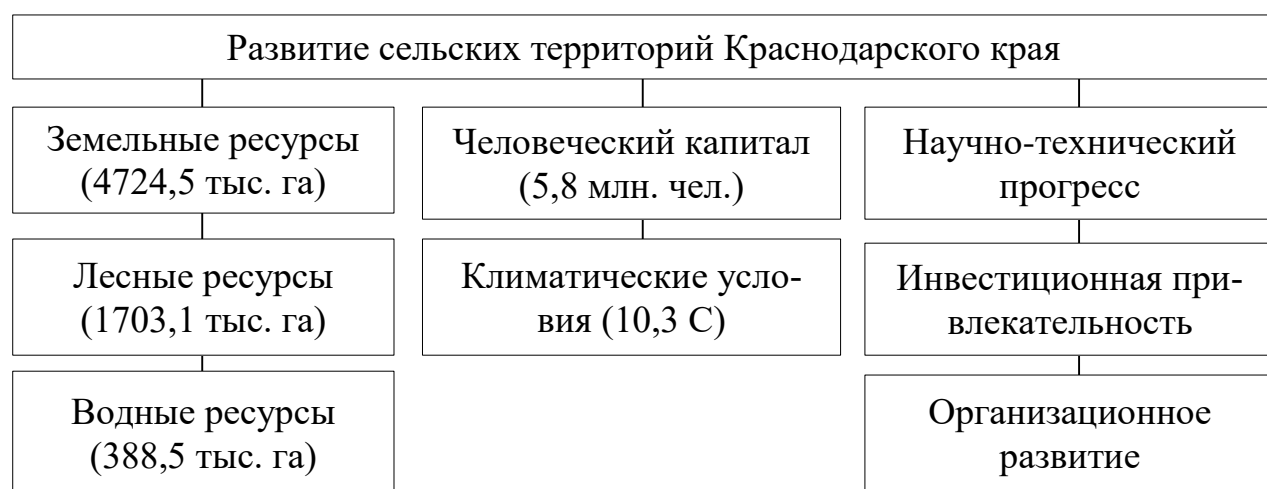 Развитие сельских территорий Краснодарского края
Земельные ресурсы
(4724,5 тыс. га)
Человеческий капитал
(5,8 млн. чел.)
Научно-технический
прогресс
Лесные ресурсы
(1703,1 тыс. га)
Климатические усло-
вия (10,3 С)
Инвестиционная при-
влекательность
Водные ресурсы
(388,5 тыс. га)
Организационное
развитие